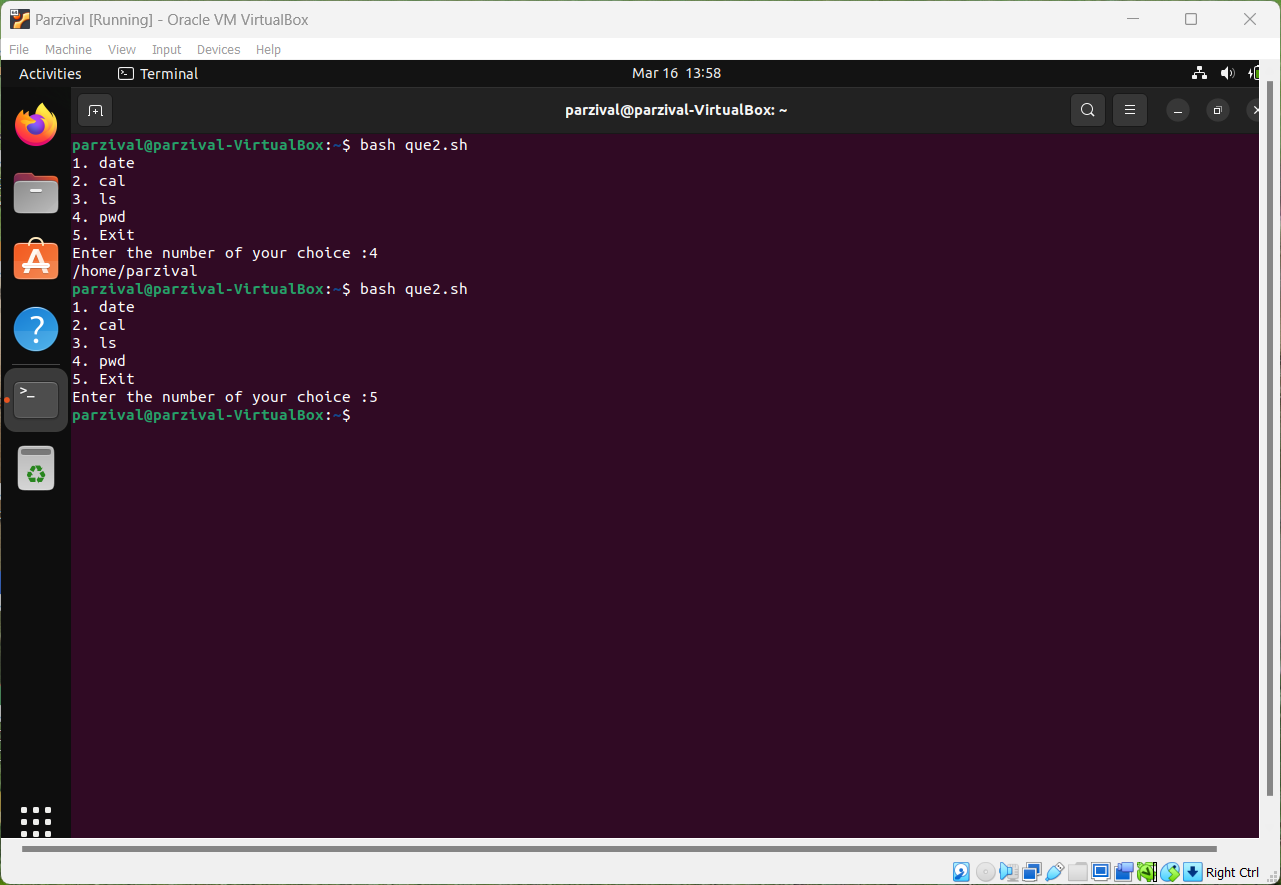 Parzival [Running] - Oracle VM VirtualBox
File Machine View Input Devices Help
Activities Terminal Mar 16 13:58
parzival@parzival-VirtualBox: ~
parzival@parzival-VirtualBox:~$ bash que2.sh
1. date
2. cal
3. ls
4. pwd
5. Exit
Enter the number of your choice :4
/home/parzival
parzival@parzival-VirtualBox:~$ bash que2.sh
1. date
2. cal
3. ls
4. pwd
5. Exit
Enter the number of your choice :5
parzival@parzival-VirtualBox:~$
Right Ctrl